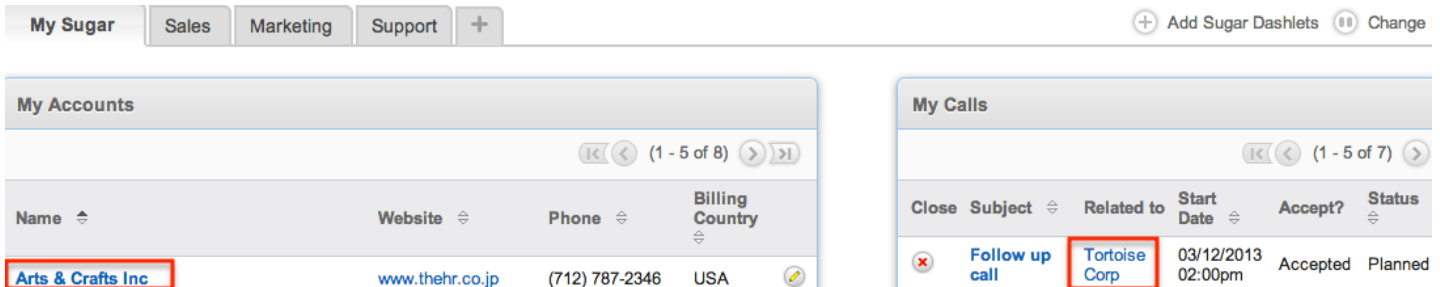 My Sugar Sales Marketing Support +
Add Sugar Dashlets Change
My Accounts
(1 - 5 of 8)
Name Website Phone Billing Country
Arts & Crafts Inc www.thehr.co.jp (712) 787-2346 USA
My Calls
(1 - 5 of 7)
Close Subject Related to Start Date Accept? Status
Follow up call Tortoise Corp 03/12/2013 02:00pm Accepted Planned